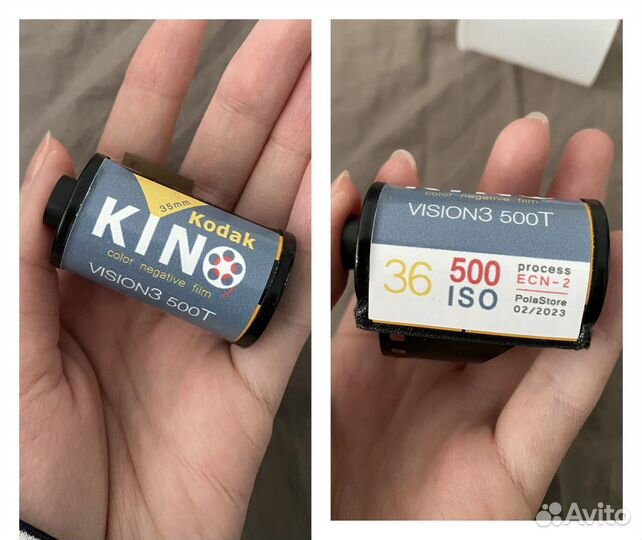 35mm
Kodak
KINO
color negative film
VISION3 500T
color negative film
VISION3 500T
36
500
ISO
process
ECN-2
PolaStore
02/2023
Avito